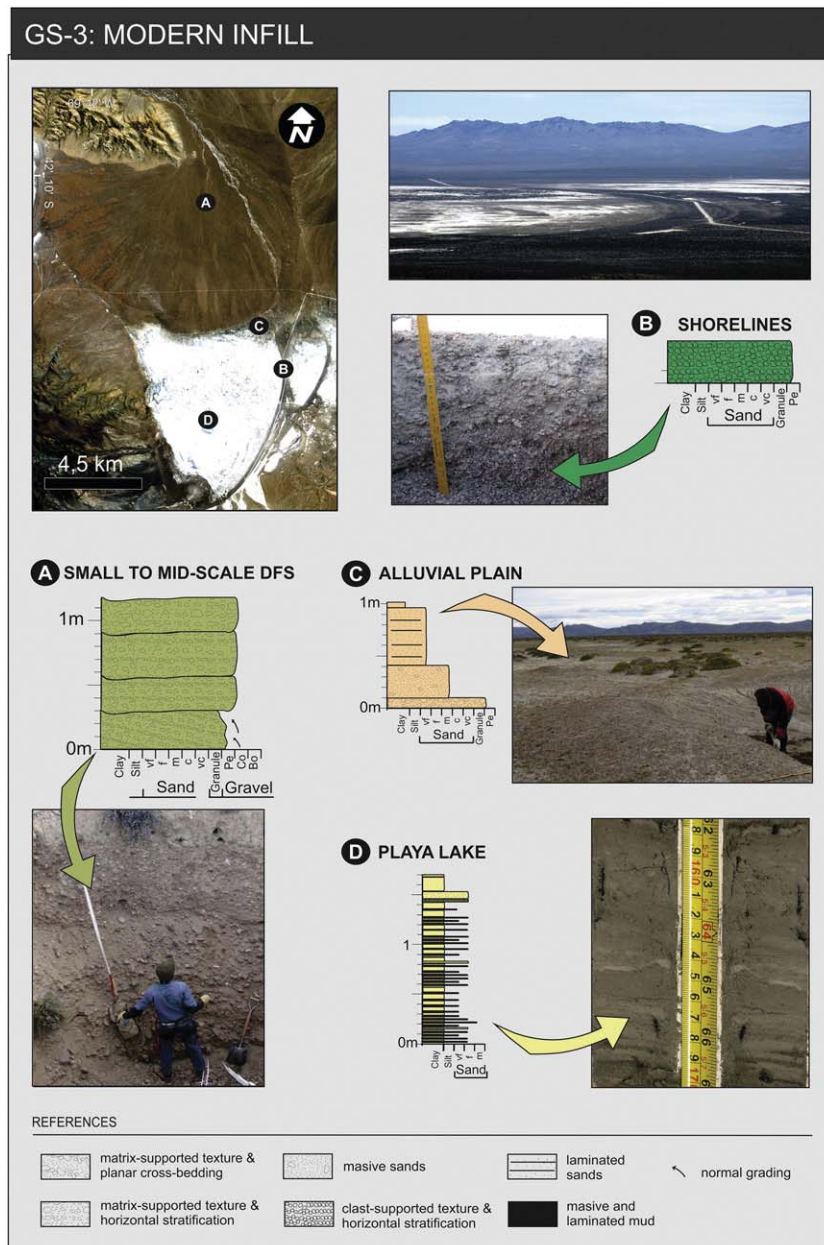 GS-3: MODERN INFILL
69° 12' W
42° 10' S
N
A
C
B
D
4,5 km
B SHORELINES
Clay
Silt
vf
f
m
c
vc
Granule
Pe
Sand
A SMALL TO MID-SCALE DFS
1m
0m
Clay
Silt
vf
f
m
c
vc
Granule
Pe
Co
Bo
Sand
Gravel
C ALLUVIAL PLAIN
1m
0m
Clay
Silt
vf
f
m
c
vc
Granule
Pe
Sand
D PLAYA LAKE
1
0m
Clay
Silt
vf
f
m
Sand
REFERENCES
matrix-supported texture &
planar cross-bedding
masive sands
laminated
sands
normal grading
matrix-supported texture &
horizontal stratification
clast-supported texture &
horizontal stratification
masive and
laminated mud